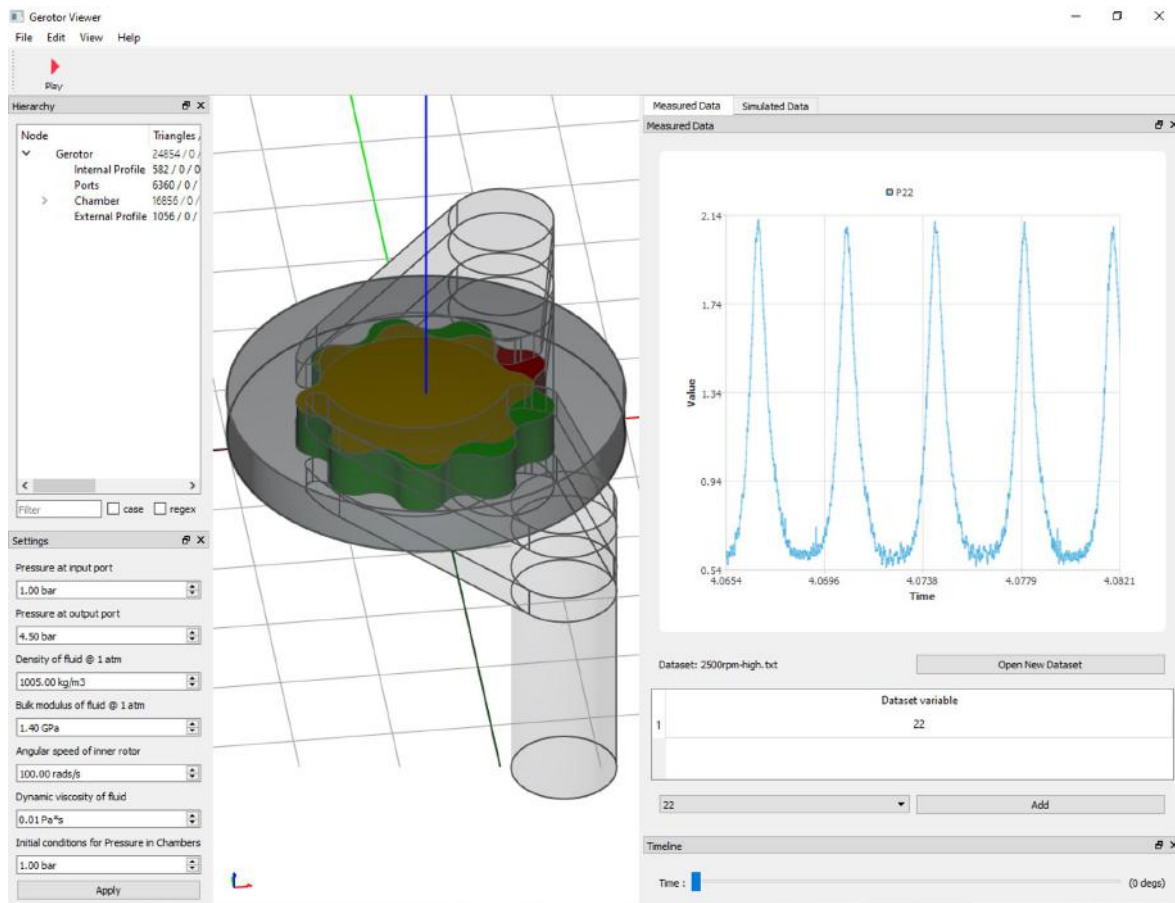 Gerotor Viewer
File Edit View Help
Play
Hierarchy
Node Triangles /
Gerotor 24854 / 0 /
Internal Profile 582 / 0 / 0
Ports 6360 / 0 /
Chamber 16856 / 0 /
External Profile 1056 / 0 /
Filter case regex
Settings
Pressure at input port
1.00 bar
Pressure at output port
4.50 bar
Density of fluid @ 1 atm
1005.00 kg/m3
Bulk modulus of fluid @ 1 atm
1.40 GPa
Angular speed of inner rotor
100.00 rads/s
Dynamic viscosity of fluid
0.01 Pa*s
Initial conditions for Pressure in Chambers
1.00 bar
Apply
Measured Data Simulated Data
Measured Data
P22
2.14
1.74
1.34
0.94
0.54
Value
4.0654 4.0696 4.0738 4.0779 4.0821
Time
Dataset: 2500rpm-high.txt Open New Dataset
Dataset variable
1 22
22 Add
Timeline
Time : (0 degs)